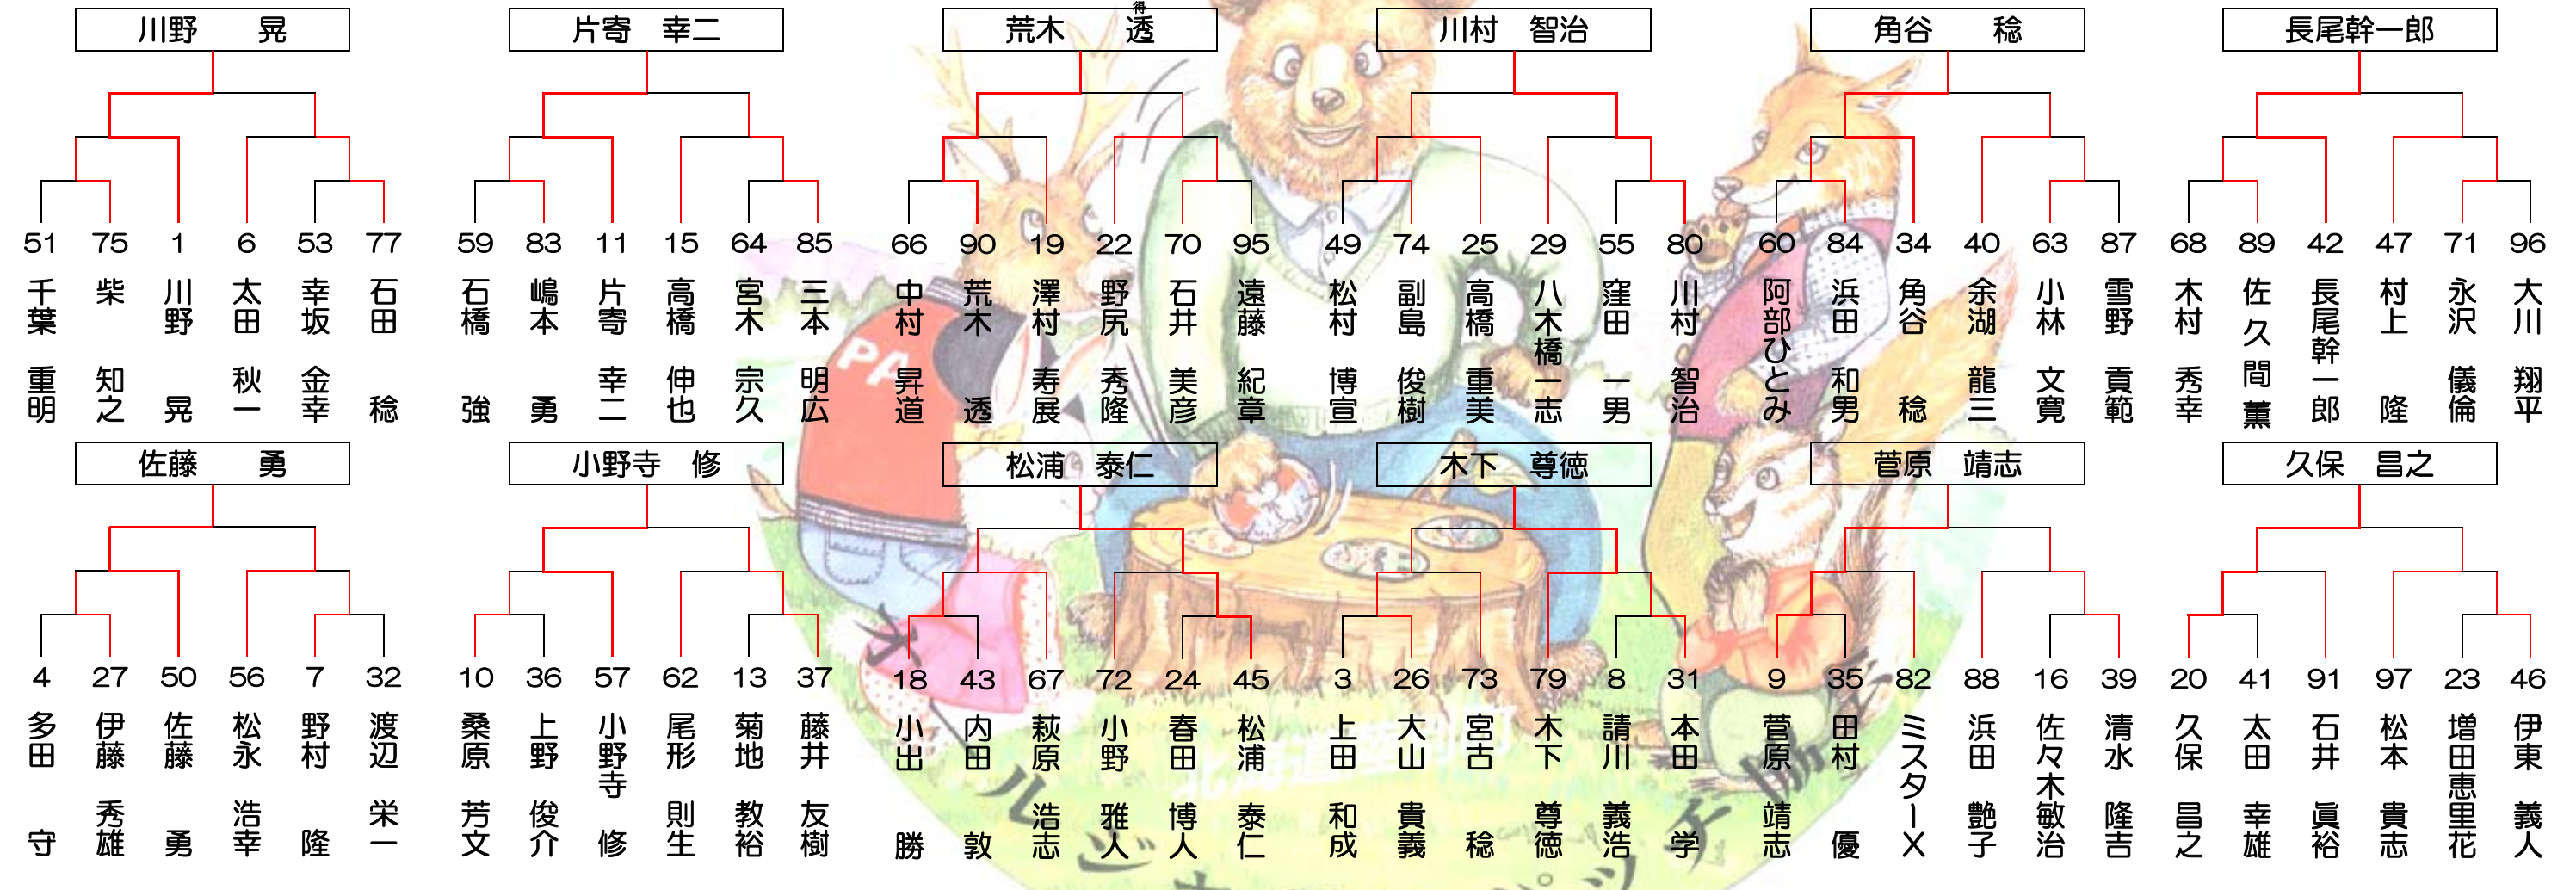 川野 晃
片寄 幸二
得
荒木 透
川村 智治
角谷 稔
長尾幹一郎
51 75 1 6 53 77
59 83 11 15 64 85
66 90 19 22 70 95
49 74 25 29 55 80
60 84 34 40 63 87
68 89 42 47 71 96
千葉 重明
柴 知之
川野 晃
太田 秋一
幸坂 金幸
石田 稔
石橋 強
嶋本 勇
片寄 幸二
高橋 伸也
宮木 宗久
三本 明広
中村 昇道
荒木 透
澤村 寿展
野尻 秀隆
石井 美彦
遠藤 紀章
松村 博宣
副島 俊樹
高橋 重美
八木橋一志
窪田 一男
川村 智治
阿部ひとみ
浜田 和男
角谷 稔
余湖 龍三
小林 文寛
雪野 貢範
木村 秀幸
佐久間薫
長尾幹一郎
村上 隆
永沢 儀倫
大川 翔平
PA
佐藤 勇
小野寺 修
松浦 泰仁
木下 尊徳
菅原 靖志
久保 昌之
4 27 50 56 7 32
10 36 57 62 13 37
18 43 67 72 24 45
3 26 73 79 8 31
9 35 82 88 16 39
20 41 91 97 23 46
多田 守
伊藤 秀雄
佐藤 勇
松永 浩幸
野村 隆
渡辺 栄一
桑原 芳文
上野 俊介
小野寺 修
尾形 則生
菊地 教裕
藤井 友樹
小出 勝
内田 敦
萩原 浩志
小野 雅人
春田 博人
松浦 泰仁
上田 和成
大山 貴義
宮古 稔
木下 尊徳
請川 義浩
本田 学
菅原 靖志
田村 優
ミスターX
浜田 艶子
佐々木敏治
清水 隆吉
久保 昌之
太田 幸雄
石井 眞裕
松本 貴志
増田恵里花
伊東 義人